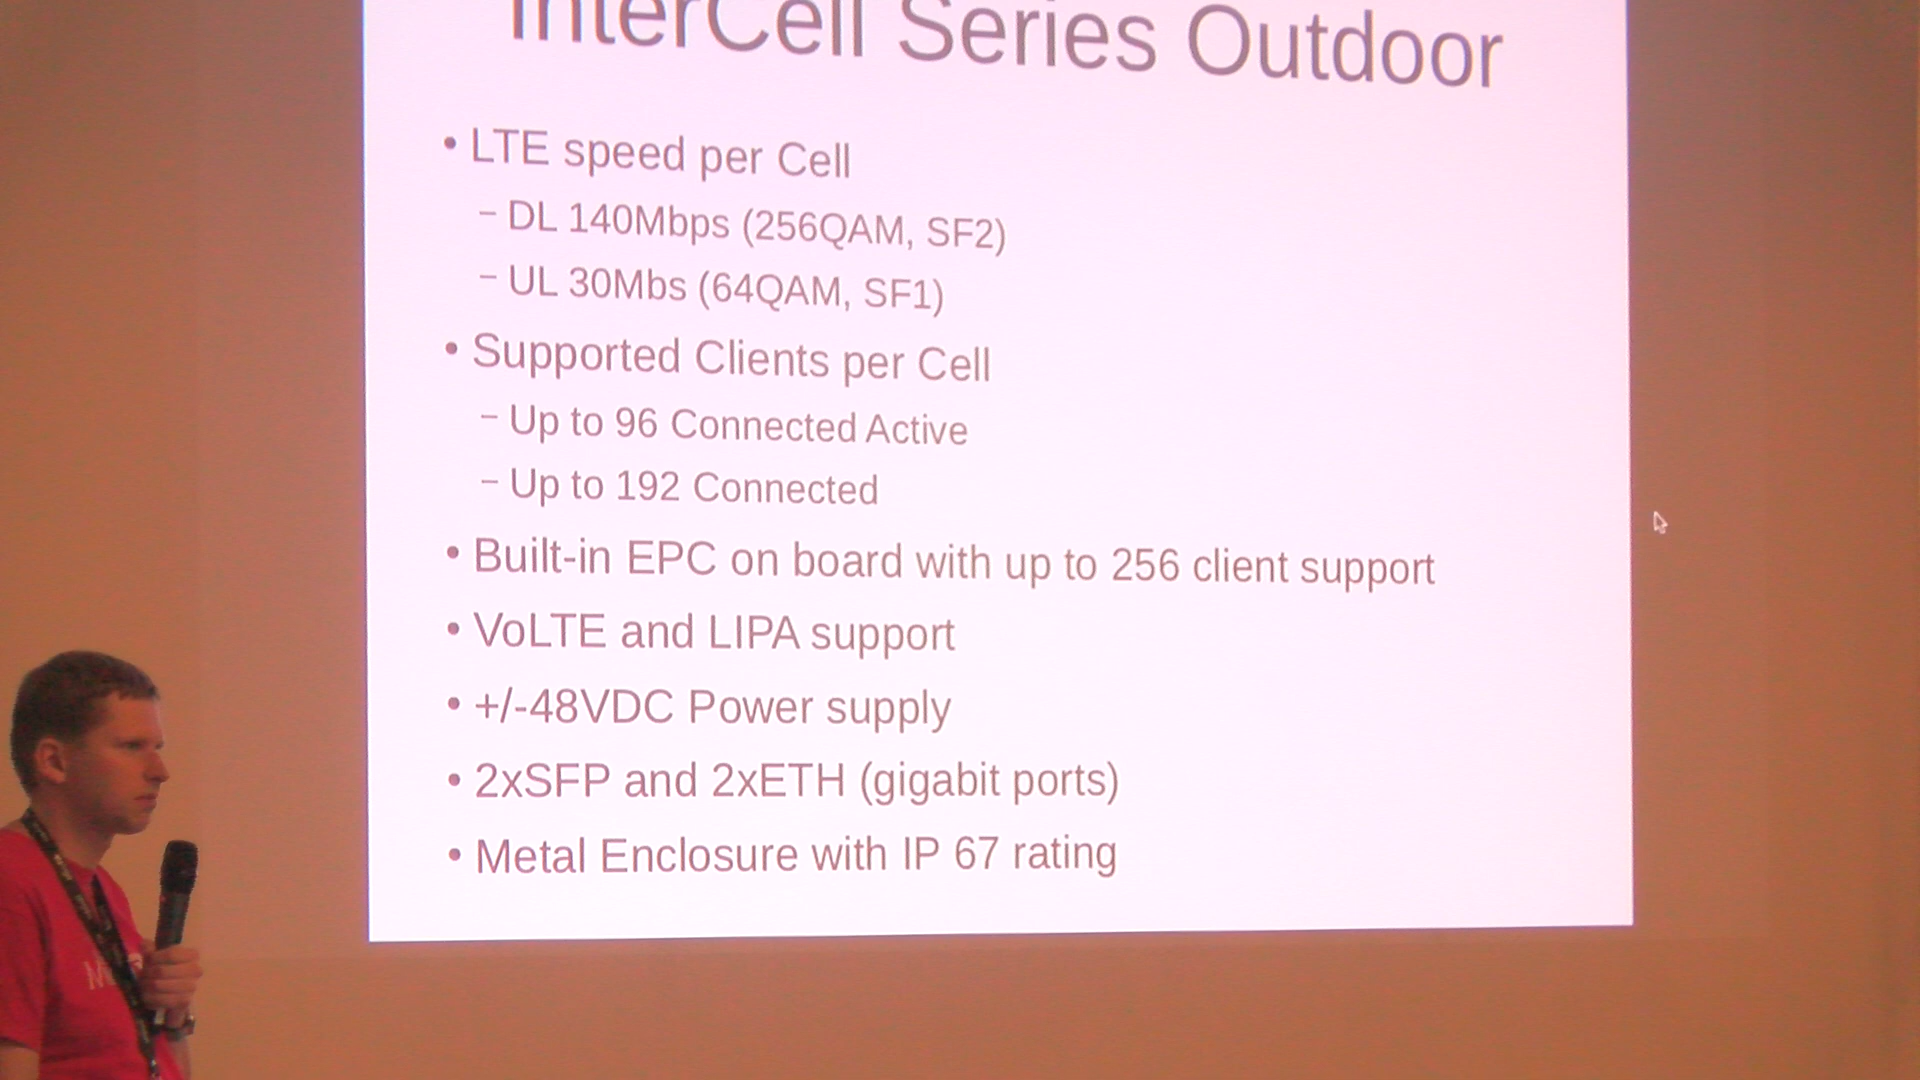 InterCell Series Outdoor
• LTE speed per Cell
– DL 140Mbps (256QAM, SF2)
– UL 30Mbs (64QAM, SF1)
• Supported Clients per Cell
– Up to 96 Connected Active
– Up to 192 Connected
• Built-in EPC on board with up to 256 client support
• VoLTE and LIPA support
• +/-48VDC Power supply
• 2xSFP and 2xETH (gigabit ports)
• Metal Enclosure with IP 67 rating